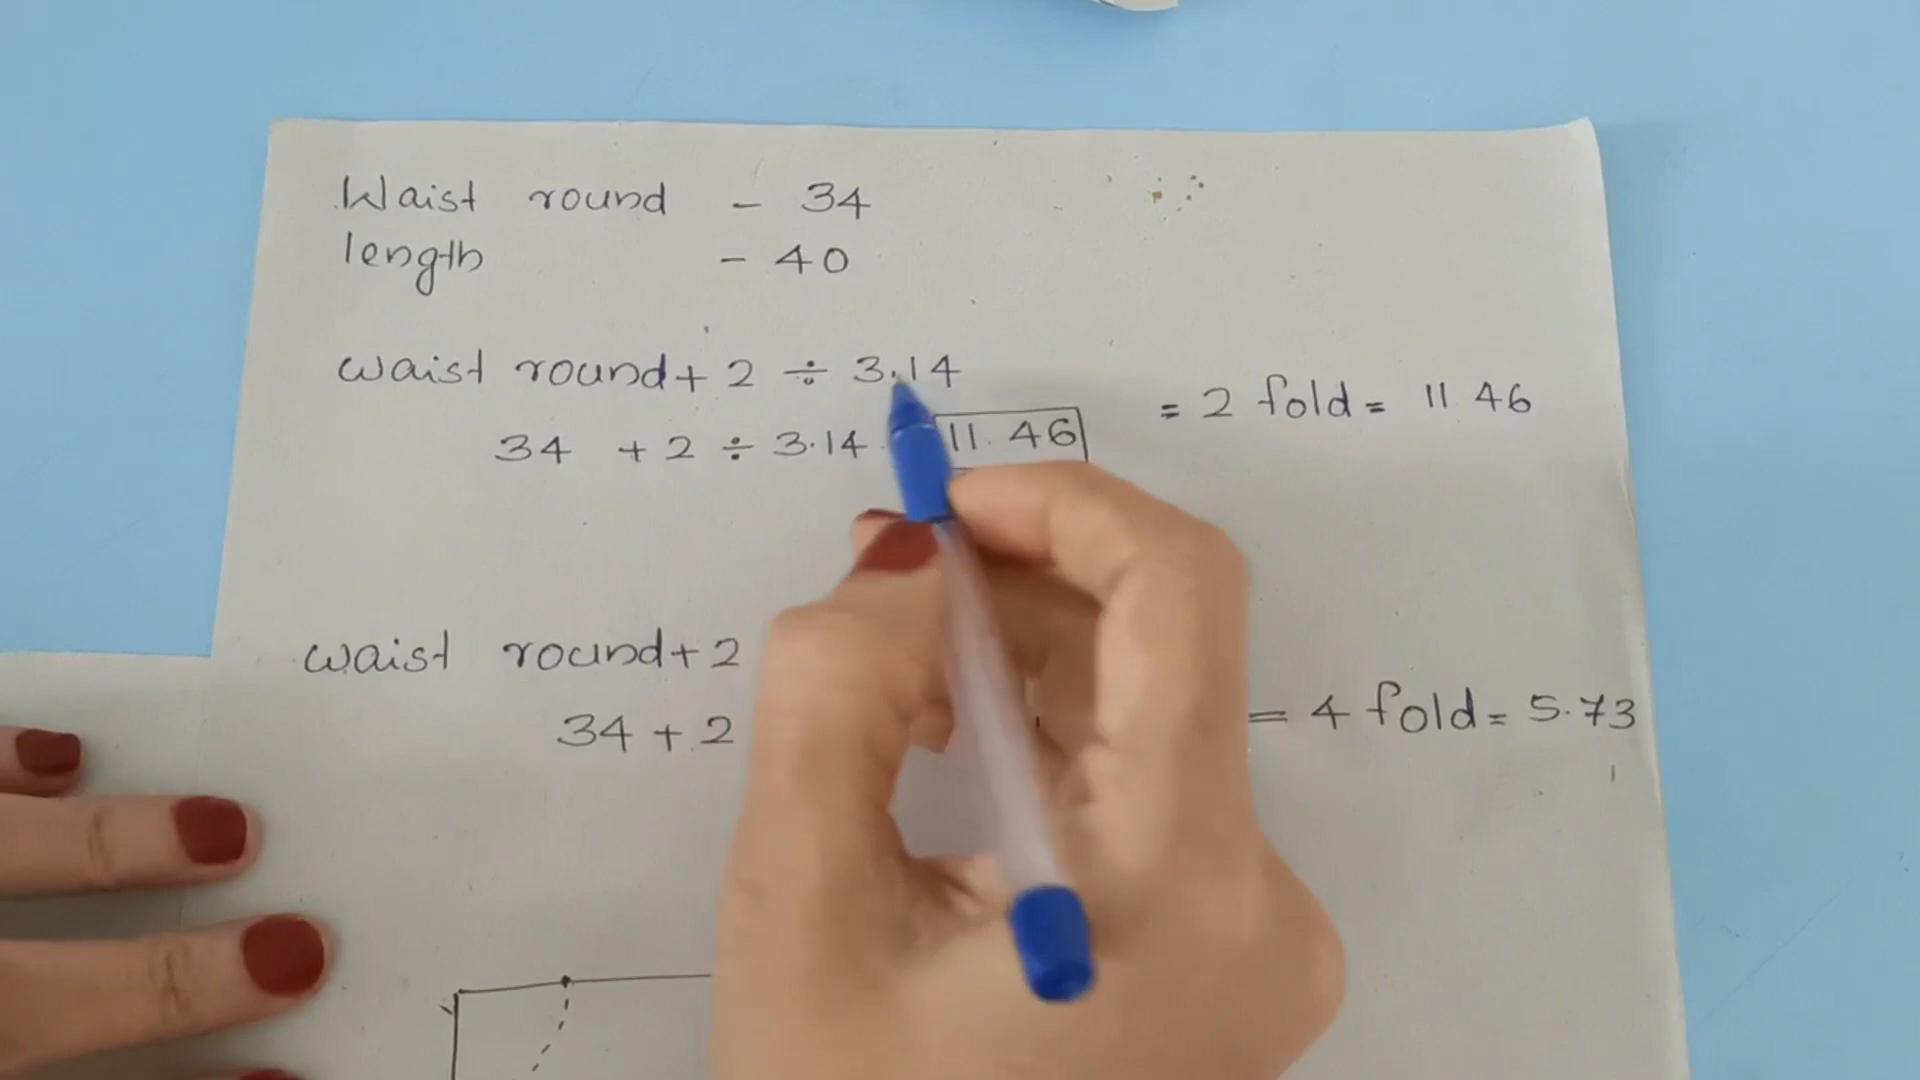 Waist round - 34
length - 40
waist round + 2 ÷ 3.14
34 + 2 ÷ 3.14 11.46
= 2 fold = 11 46
waist round + 2
34 + 2
= 4 fold = 5.73